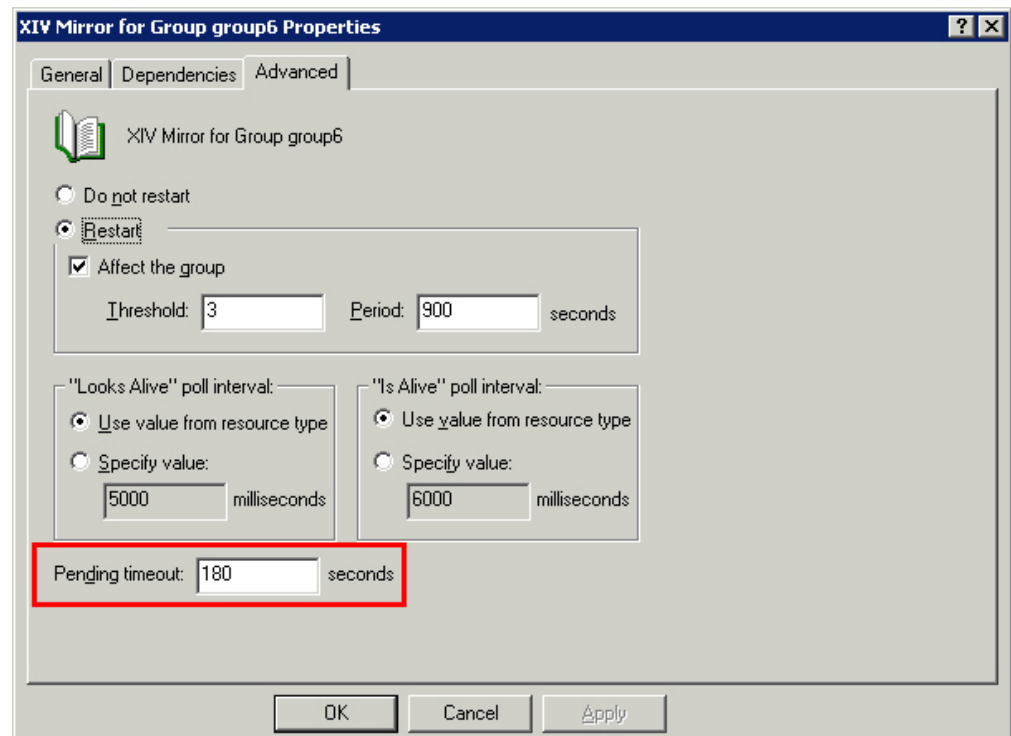 XIV Mirror for Group group6 Properties
General Dependencies Advanced
XIV Mirror for Group group6
Do not restart
Restart
Affect the group
Threshold: 3 Period: 900 seconds
"Looks Alive" poll interval: "Is Alive" poll interval:
Use value from resource type Use value from resource type
Specify value: Specify value:
5000 milliseconds 6000 milliseconds
Pending timeout: 180 seconds
OK Cancel Apply